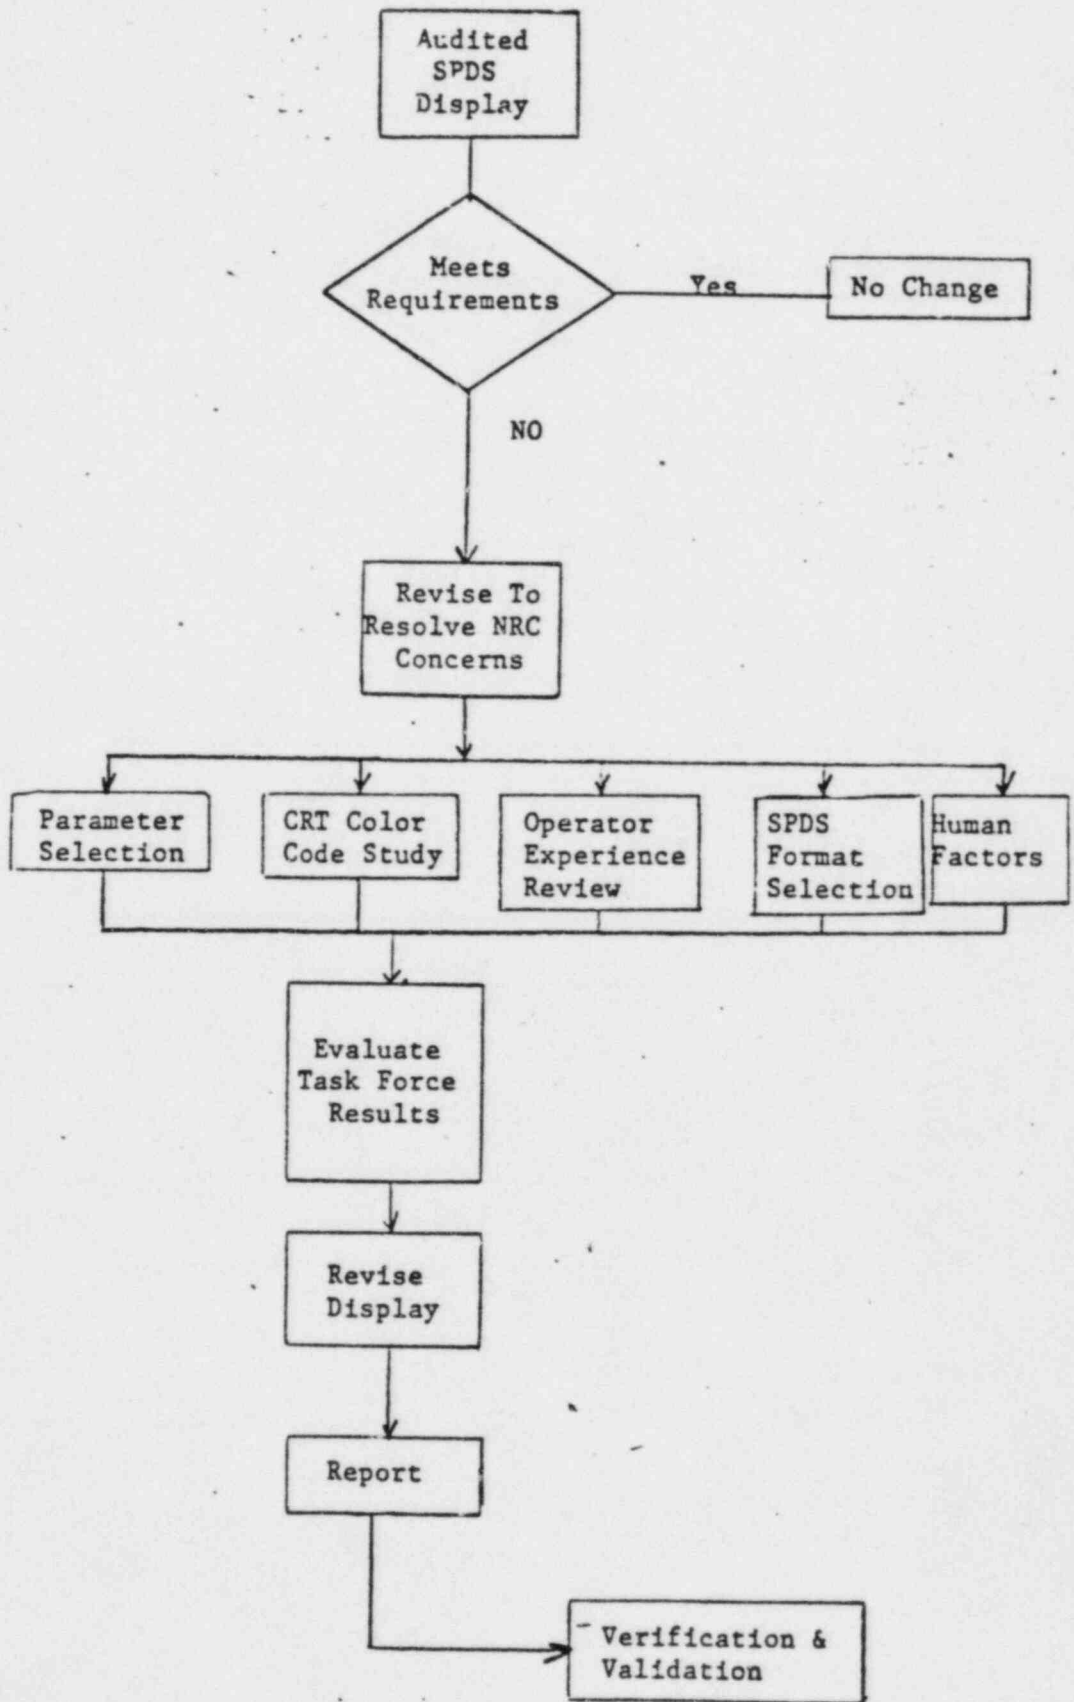 Audited
SPDS
Display
Meets
Requirements
Yes
No Change
NO
Revise To
Resolve NRC
Concerns
Parameter
Selection
CRT Color
Code Study
Operator
Experience
Review
SPDS
Format
Selection
Human
Factors
Evaluate
Task Force
Results
Revise
Display
Report
Verification &
Validation